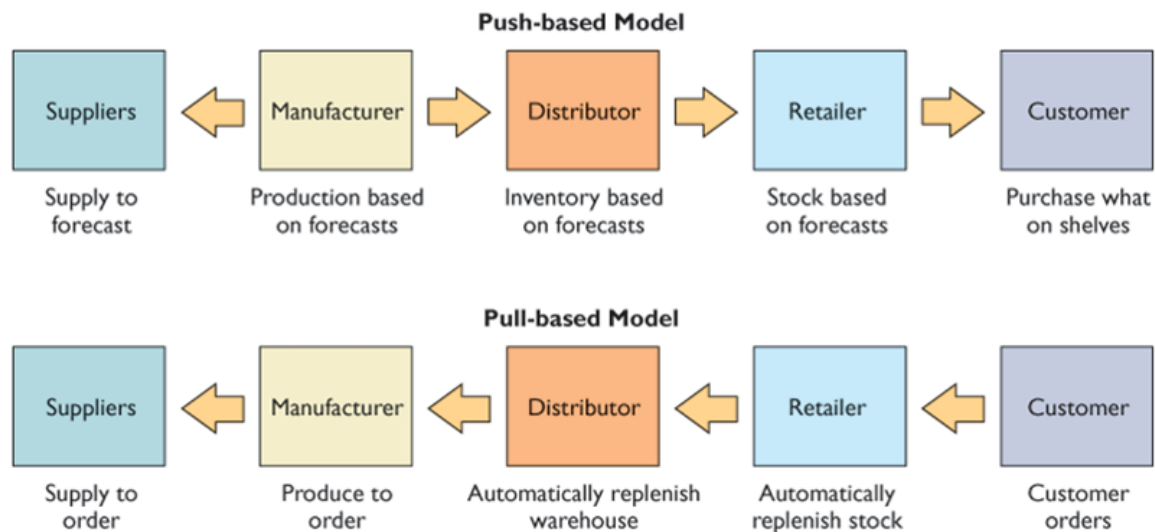 Push-based Model
Suppliers
Manufacturer
Distributor
Retailer
Customer
Supply to
forecast
Production based
on forecasts
Inventory based
on forecasts
Stock based
on forecasts
Purchase what
on shelves
Pull-based Model
Suppliers
Manufacturer
Distributor
Retailer
Customer
Supply to
order
Produce to
order
Automatically replenish
warehouse
Automatically
replenish stock
Customer
orders